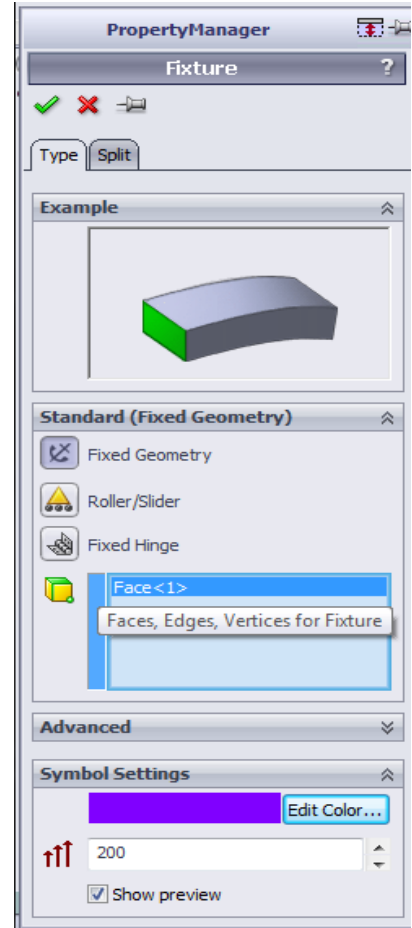 PropertyManager
Fixture ?
Type Split
Example
Standard (Fixed Geometry)
Fixed Geometry
Roller/Slider
Fixed Hinge
Face<1>
Faces, Edges, Vertices for Fixture
Advanced
Symbol Settings
Edit Color...
200
Show preview